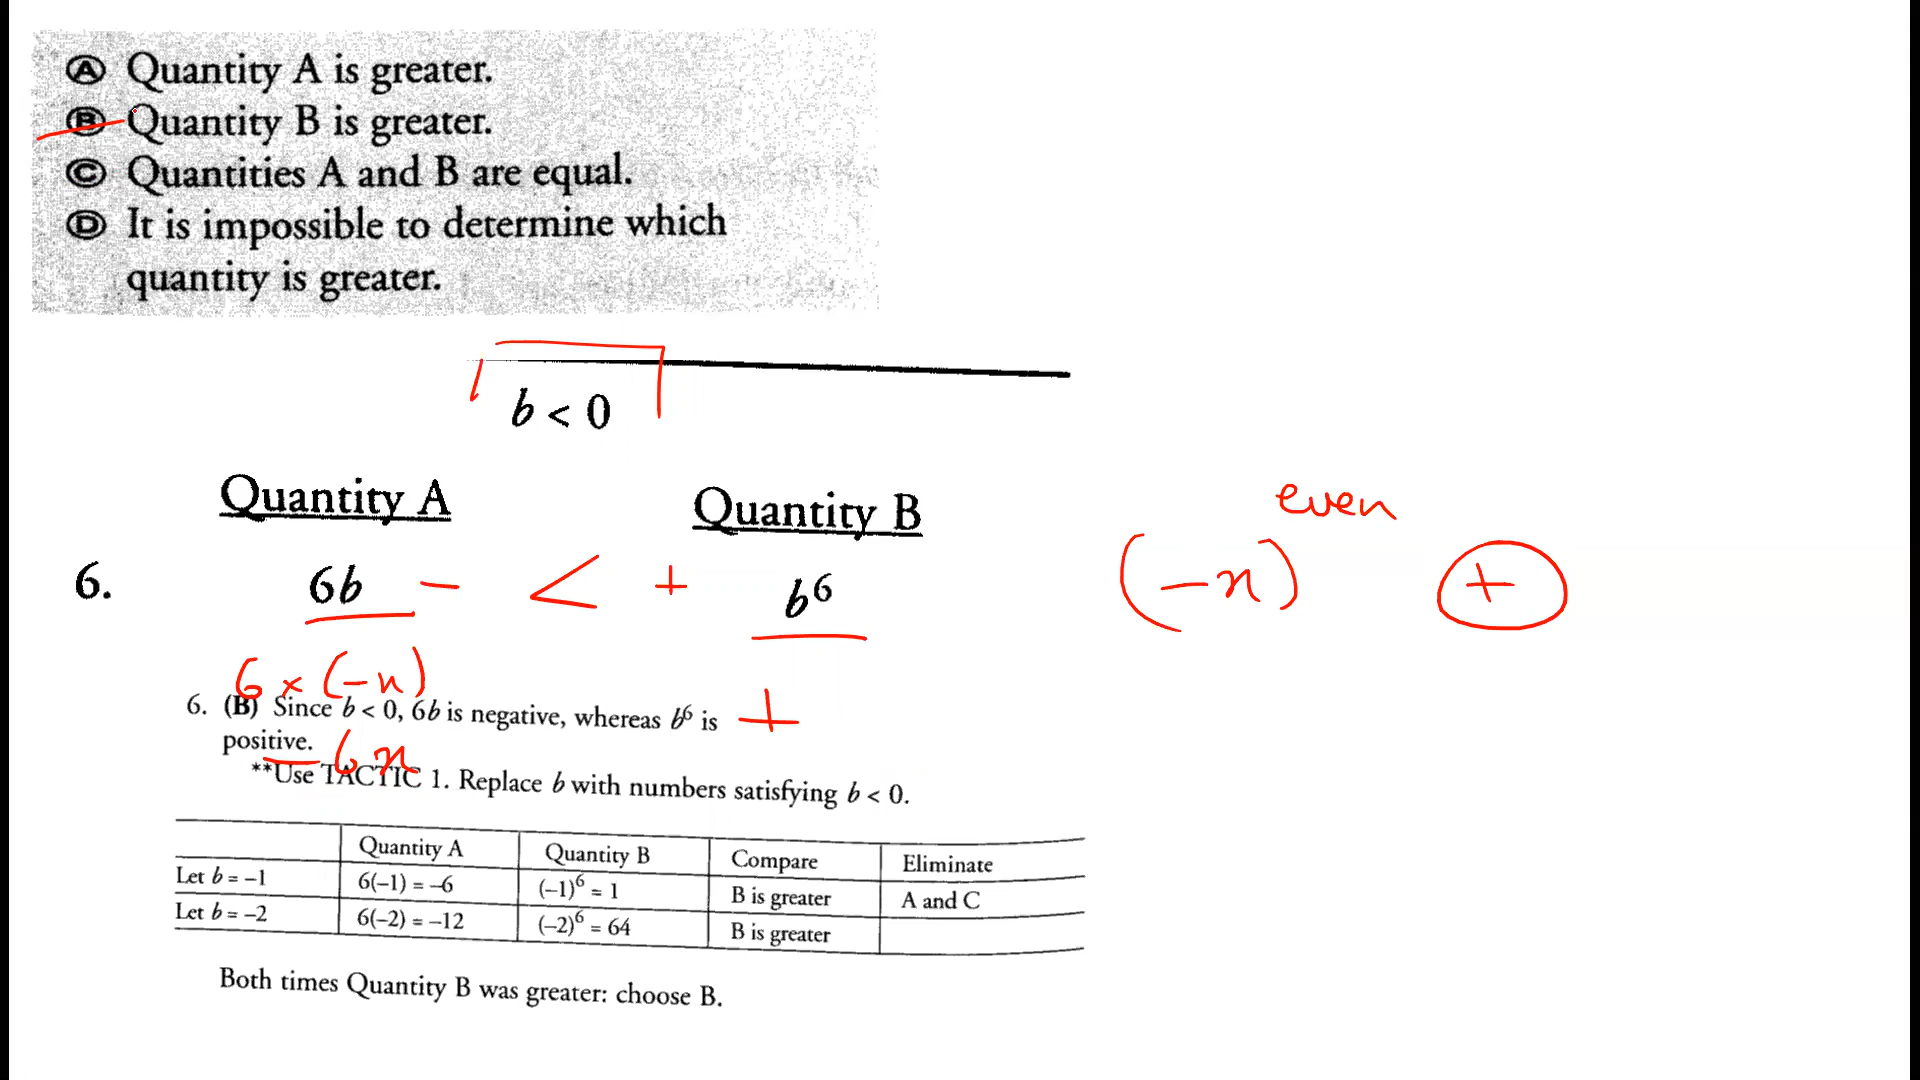 Ⓐ Quantity A is greater.
Ⓑ Quantity B is greater.
Ⓒ Quantities A and B are equal.
Ⓓ It is impossible to determine which
quantity is greater.
b < 0
Quantity A Quantity B
even
6. 6b − < + b⁶ (−x) +
6 × (−x)
6. (B) Since b < 0, 6b is negative, whereas b⁶ is +
positive.
−6x
**Use TACTIC 1. Replace b with numbers satisfying b < 0.
Quantity A Quantity B Compare Eliminate
Let b = –1 6(–1) = –6 (–1)⁶ = 1 B is greater A and C
Let b = –2 6(–2) = –12 (–2)⁶ = 64 B is greater
Both times Quantity B was greater: choose B.